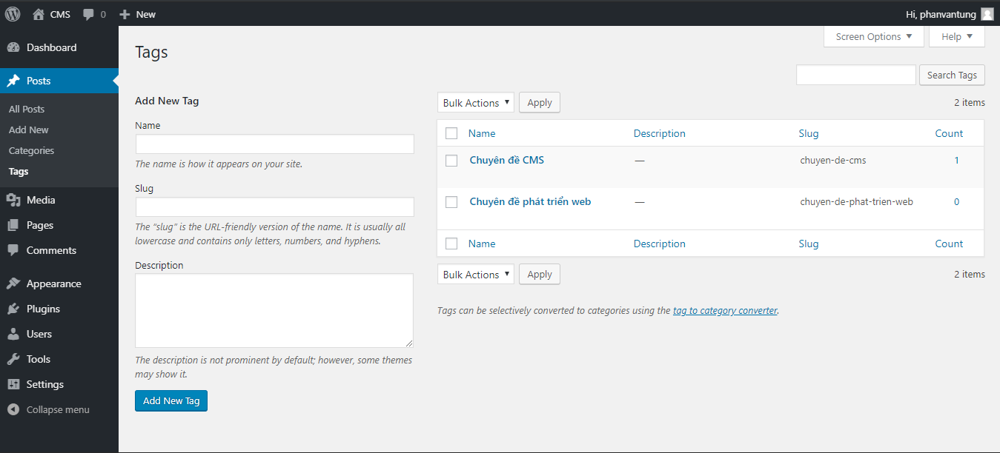 CMS 0 New Hi, phanvantung
Dashboard
Posts
All Posts
Add New
Categories
Tags
Media
Pages
Comments
Appearance
Plugins
Users
Tools
Settings
Collapse menu
Screen Options ▼ Help ▼
Tags
Search Tags
Add New Tag
Name
The name is how it appears on your site.
Slug
The “slug” is the URL-friendly version of the name. It is usually all
lowercase and contains only letters, numbers, and hyphens.
Description
The description is not prominent by default; however, some themes
may show it.
Add New Tag
Bulk Actions ▼ Apply 2 items
Name Description Slug Count
Chuyên đề CMS — chuyen-de-cms 1
Chuyên đề phát triển web — chuyen-de-phat-trien-web 0
Name Description Slug Count
Bulk Actions ▼ Apply 2 items
Tags can be selectively converted to categories using the tag to category converter.